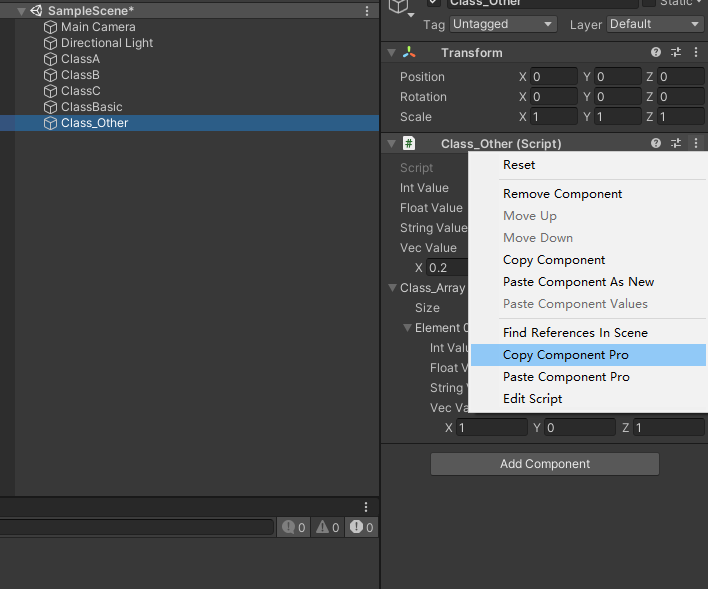 SampleScene*
Main Camera
Directional Light
ClassA
ClassB
ClassC
ClassBasic
Class_Other
0 0 0
Class_Other Static
Tag Untagged Layer Default
Transform
Position X 0 Y 0 Z 0
Rotation X 0 Y 0 Z 0
Scale X 1 Y 1 Z 1
# Class_Other (Script)
Script
Int Value
Float Value
String Value
Vec Value
X 0.2
Class_Array
Size
Element
Int Valu
Float V
String
Vec Va
X 1 Y 0 Z 1
Reset
Remove Component
Move Up
Move Down
Copy Component
Paste Component As New
Paste Component Values
Find References In Scene
Copy Component Pro
Paste Component Pro
Edit Script
Add Component